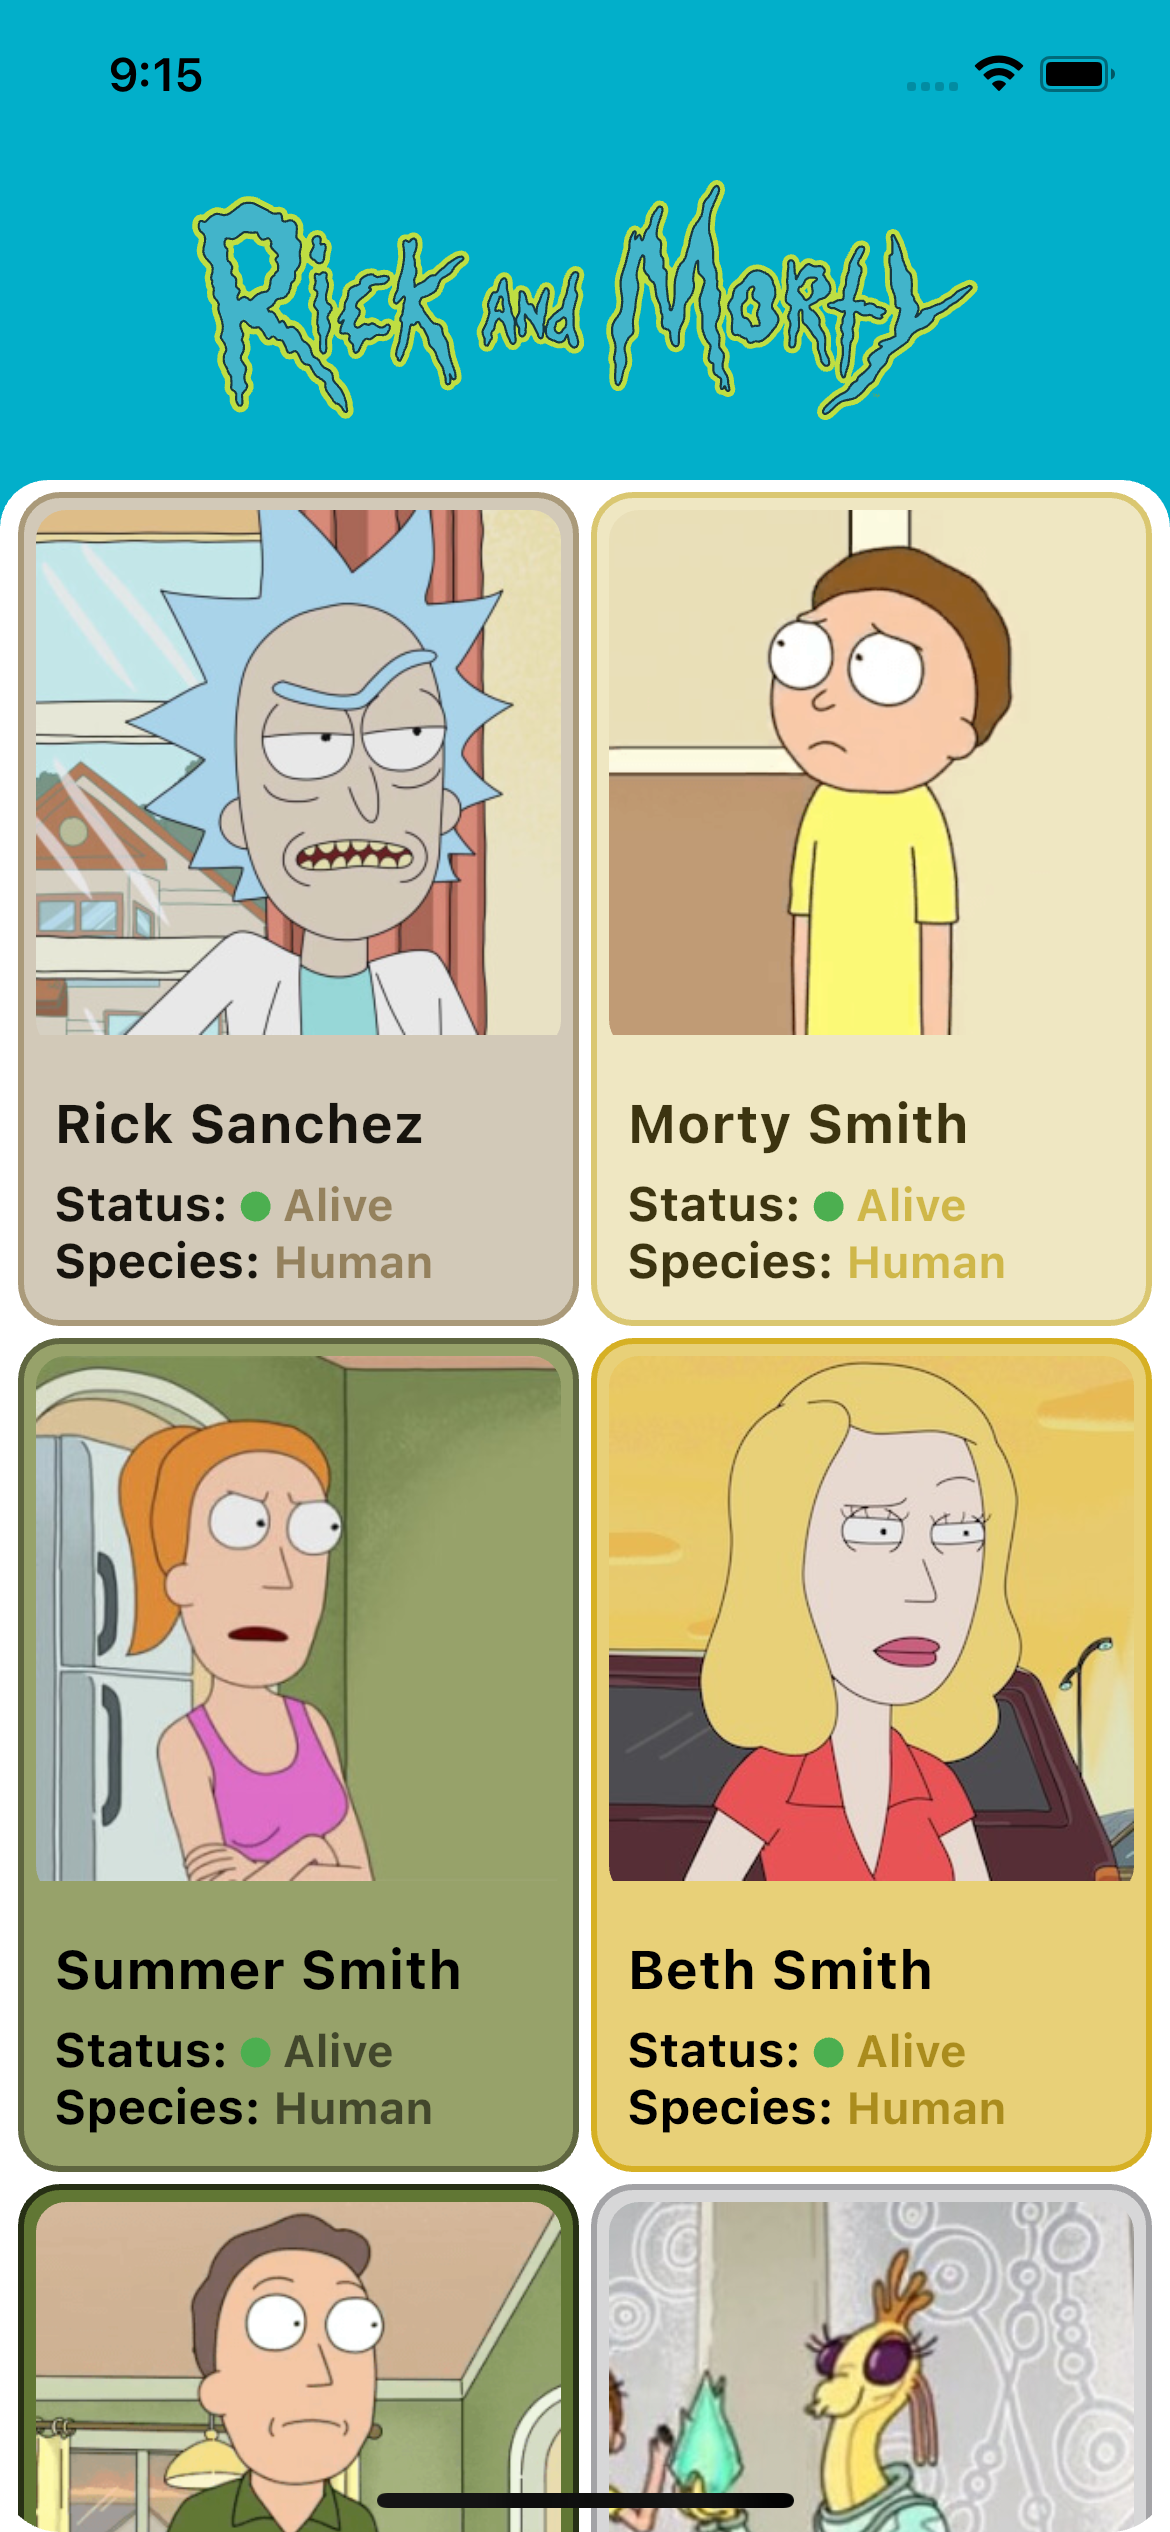 9:15
Rick and Morty
Rick Sanchez
Status: Alive
Species: Human
Morty Smith
Status: Alive
Species: Human
Summer Smith
Status: Alive
Species: Human
Beth Smith
Status: Alive
Species: Human